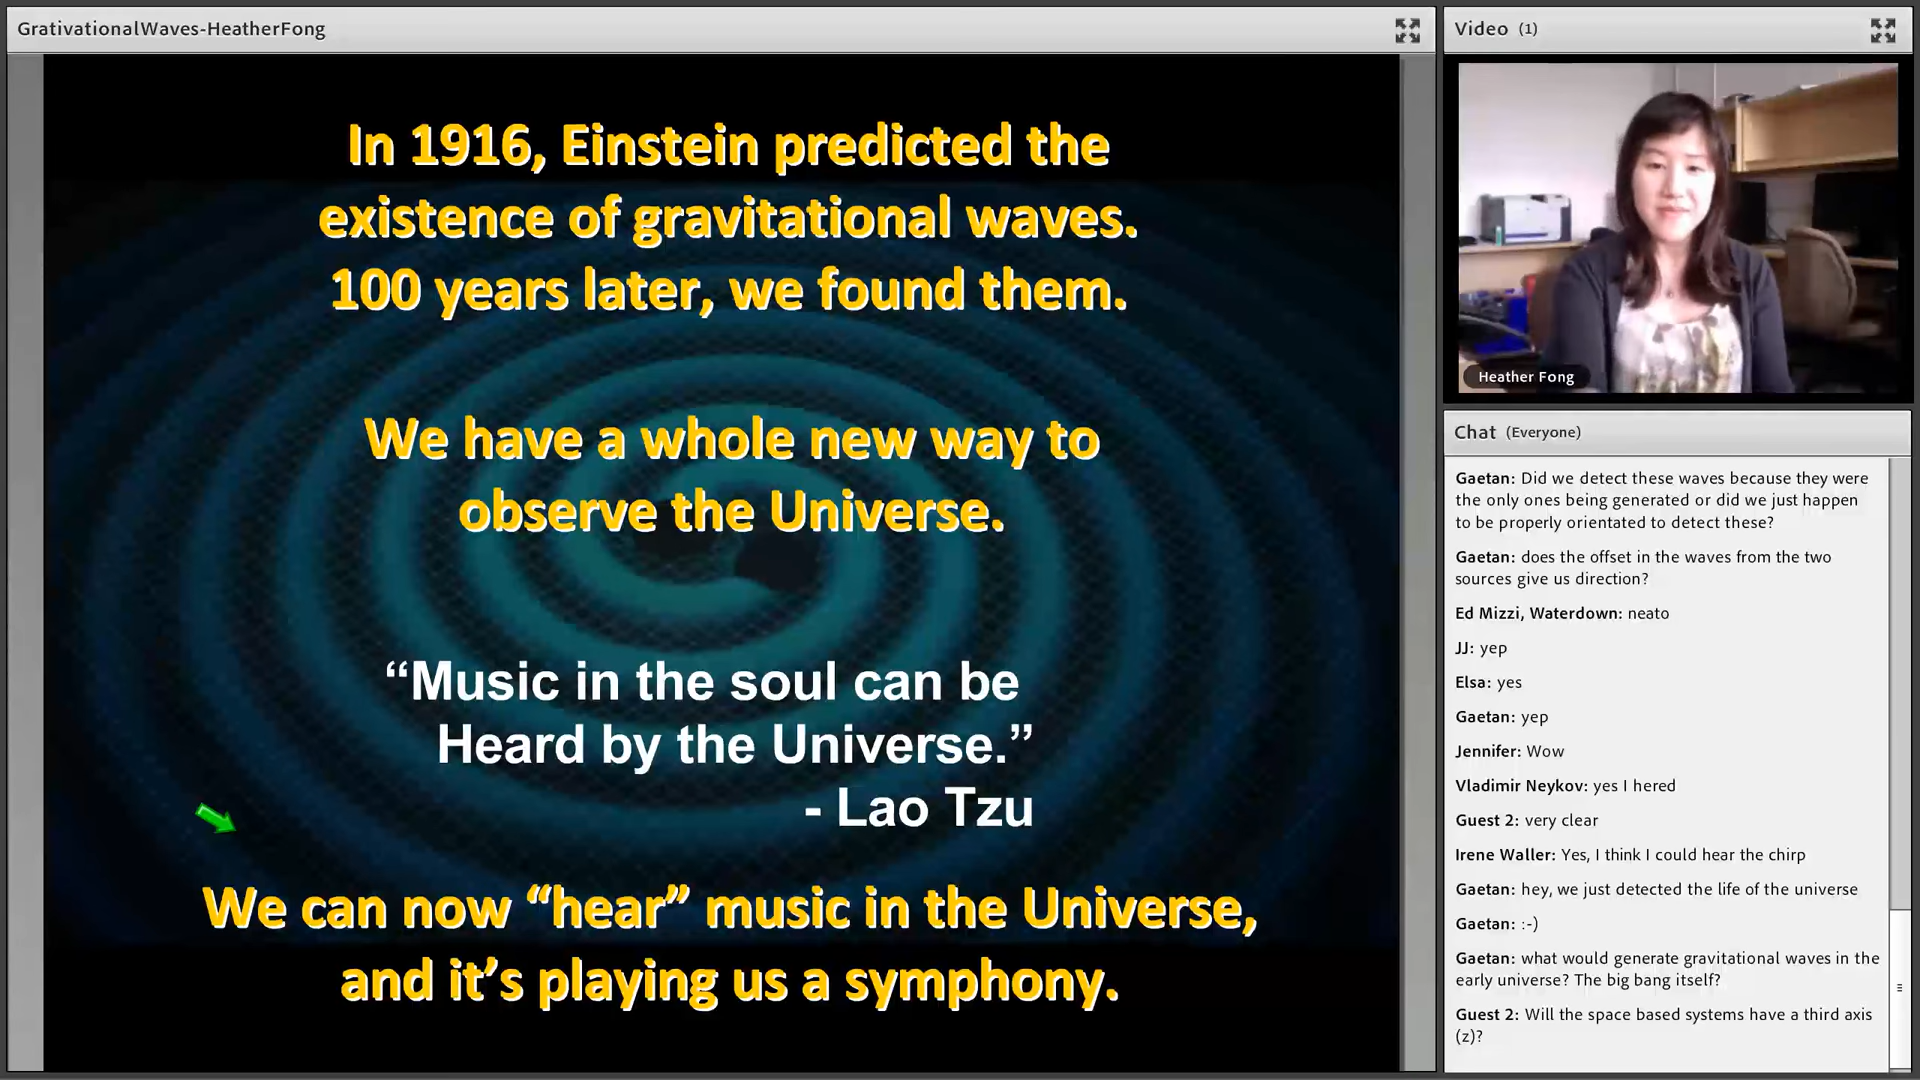 GrativationalWaves-HeatherFong
In 1916, Einstein predicted the
existence of gravitational waves.
100 years later, we found them.
We have a whole new way to
observe the Universe.
“Music in the soul can be
Heard by the Universe.”
- Lao Tzu
We can now “hear” music in the Universe,
and it’s playing us a symphony.
Video (1)
Heather Fong
Chat (Everyone)
Gaetan: Did we detect these waves because they were
the only ones being generated or did we just happen
to be properly orientated to detect these?
Gaetan: does the offset in the waves from the two
sources give us direction?
Ed Mizzi, Waterdown: neato
JJ: yep
Elsa: yes
Gaetan: yep
Jennifer: Wow
Vladimir Neykov: yes I hered
Guest 2: very clear
Irene Waller: Yes, I think I could hear the chirp
Gaetan: hey, we just detected the life of the universe
Gaetan: :-)
Gaetan: what would generate gravitational waves in the
early universe? The big bang itself?
Guest 2: Will the space based systems have a third axis
(z)?